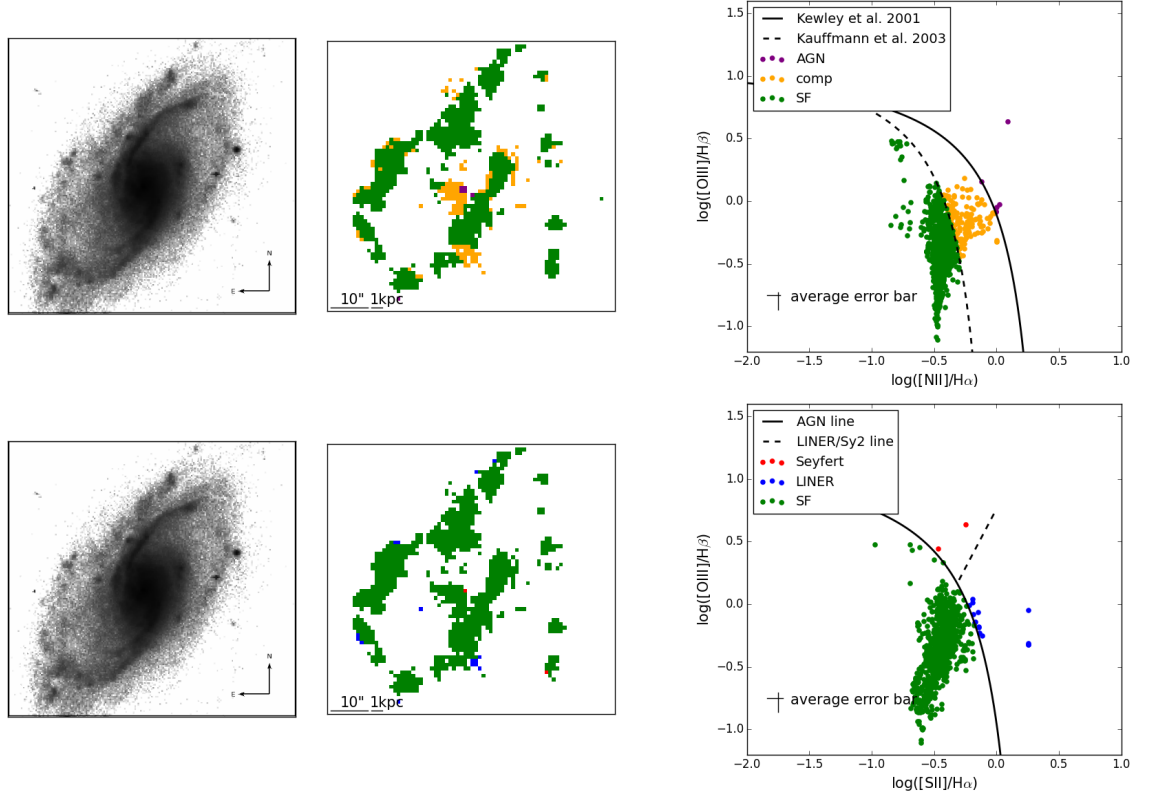 N
E
10" 1kpc
Kewley et al. 2001
Kauffmann et al. 2003
AGN
comp
SF
average error bar
1.5
1.0
0.5
0.0
−0.5
−1.0
log([OIII]/Hβ)
−2.0 −1.5 −1.0 −0.5 0.0 0.5 1.0
log([NII]/Hα)
N
E
10" 1kpc
AGN line
LINER/Sy2 line
Seyfert
LINER
SF
average error bar
1.5
1.0
0.5
0.0
−0.5
−1.0
log([OIII]/Hβ)
−2.0 −1.5 −1.0 −0.5 0.0 0.5 1.0
log([SII]/Hα)